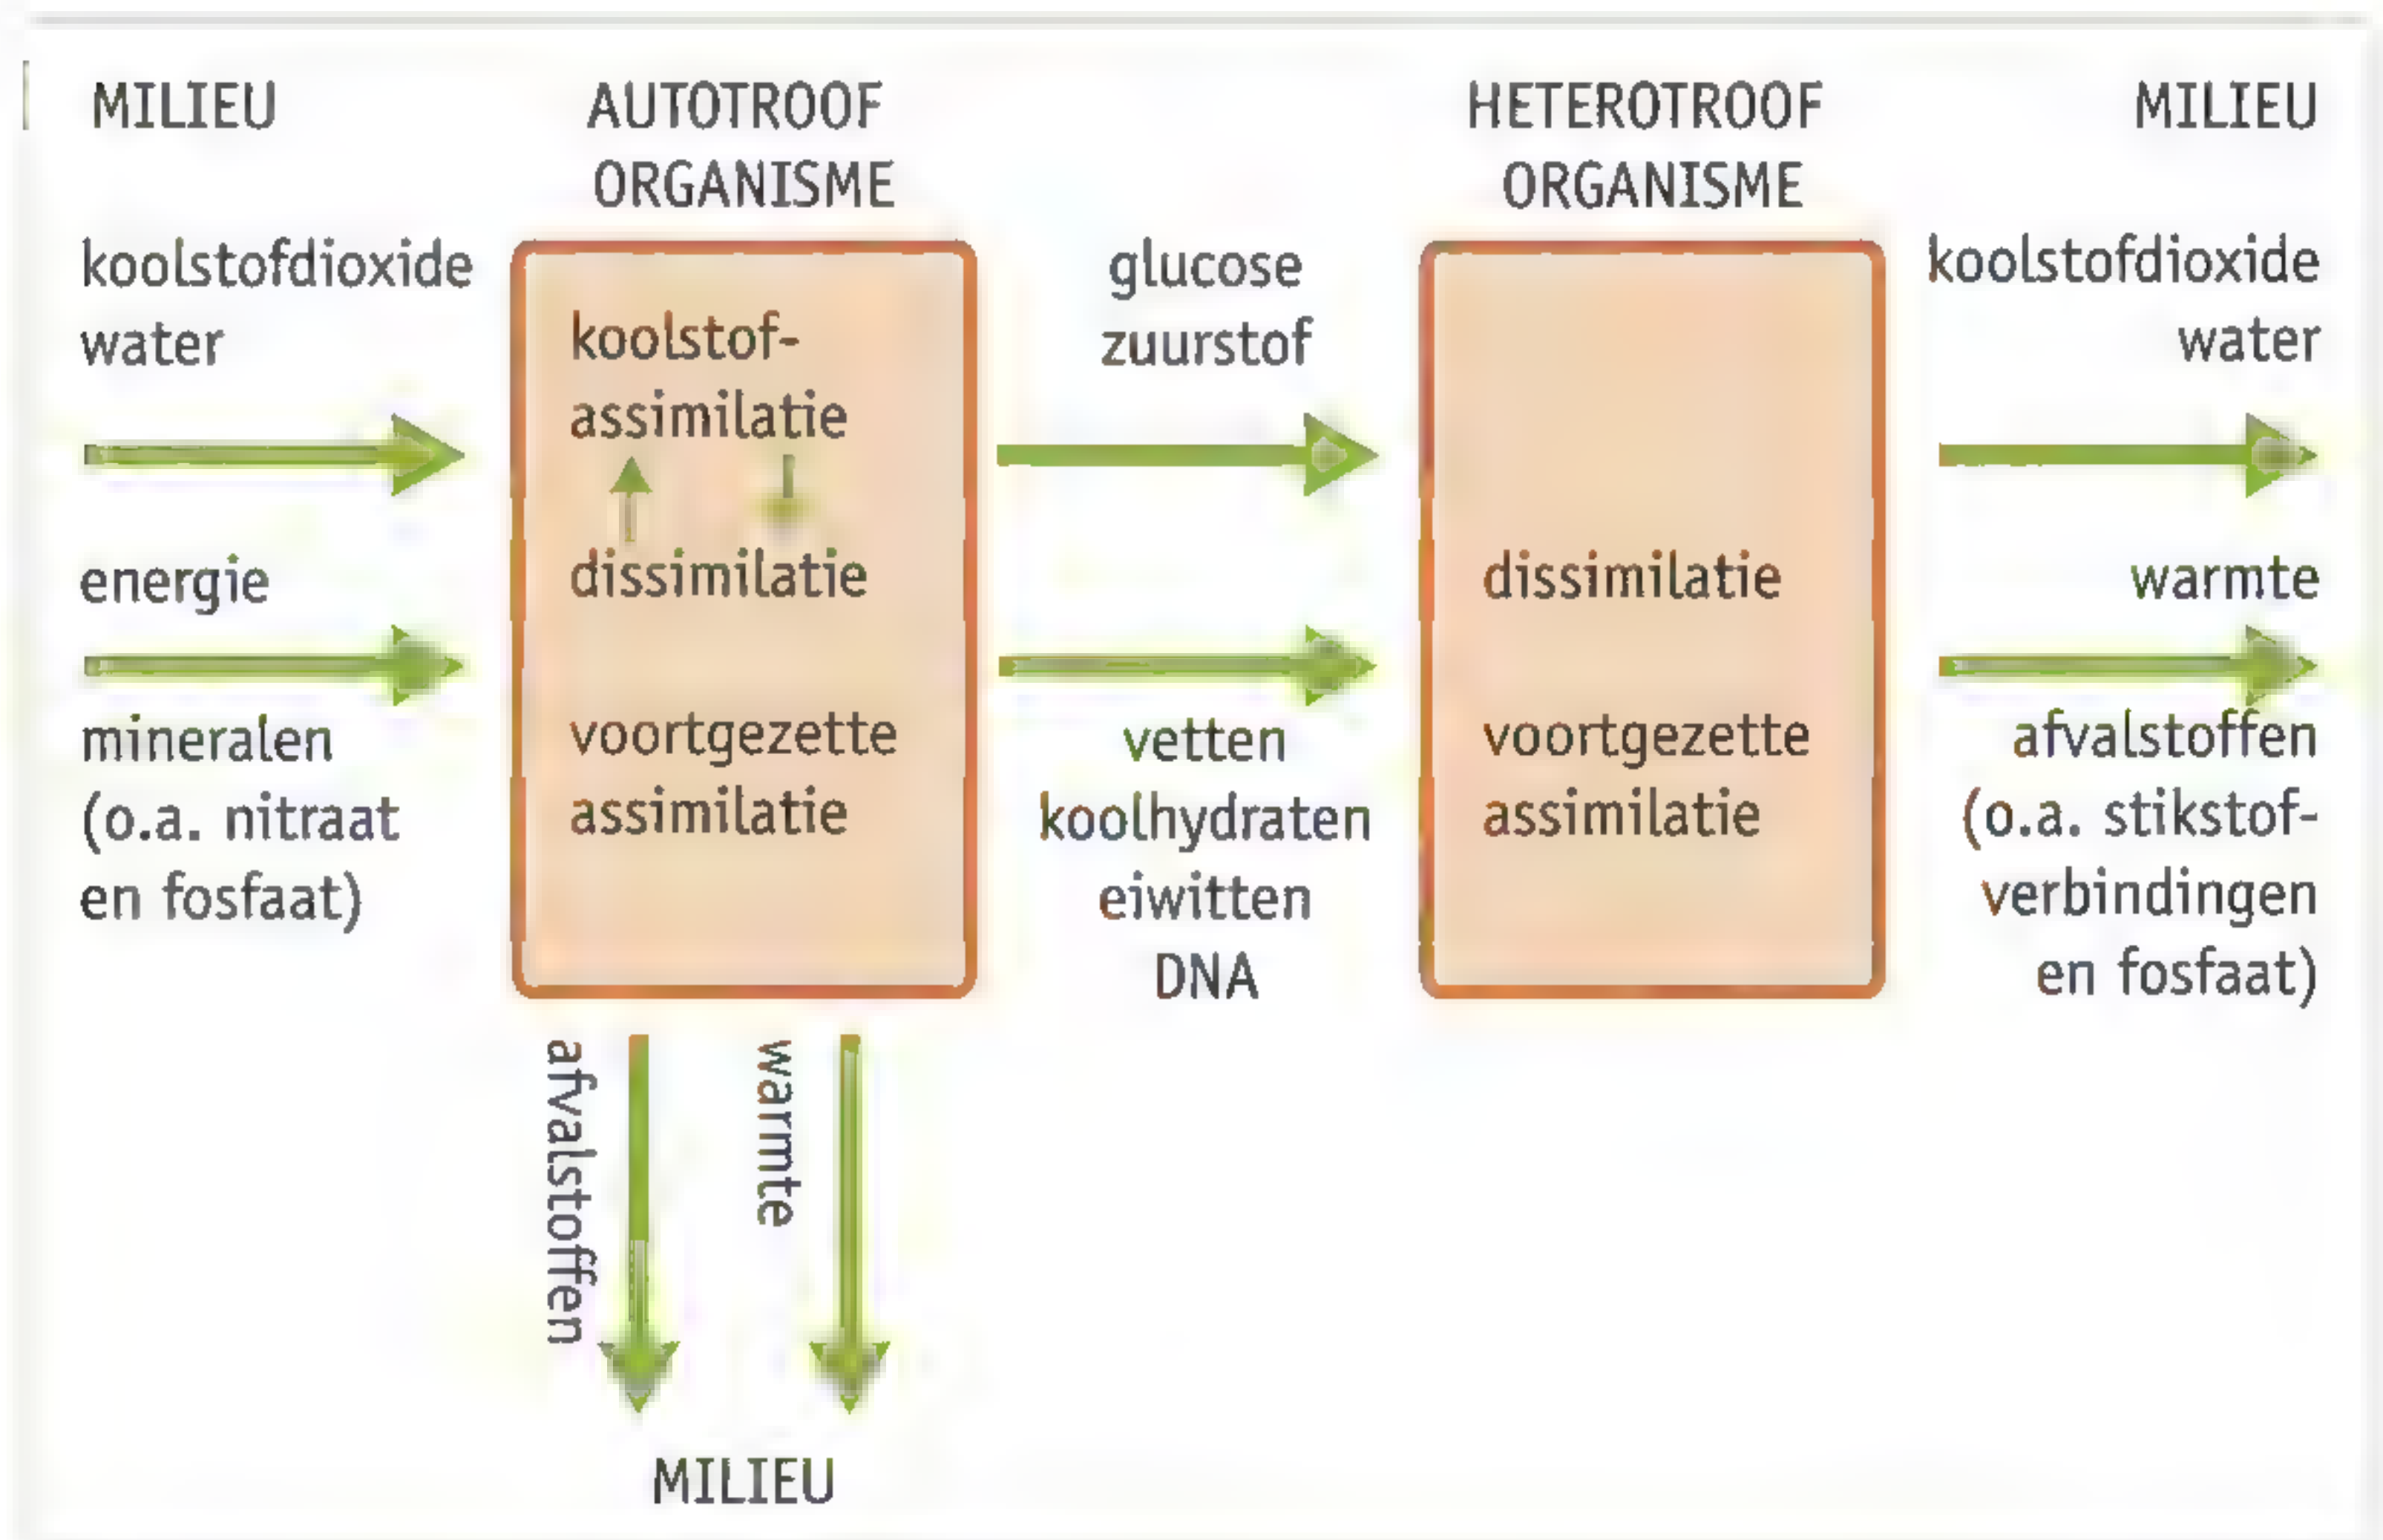 MILIEU
koolstofdioxide
water
energie
mineralen
(o.a. nitraat
en fosfaat)
AUTOTROOF
ORGANISME
koolstof-
assimilatie
dissimilatie
voortgezette
assimilatie
afvalstoffen
warmte
MILIEU
glucose
zuurstof
vetten
koolhydraten
eiwitten
DNA
HETEROTROOF
ORGANISME
dissimilatie
voortgezette
assimilatie
MILIEU
koolstofdioxide
water
warmte
afvalstoffen
(o.a. stikstof-
verbindingen
en fosfaat)